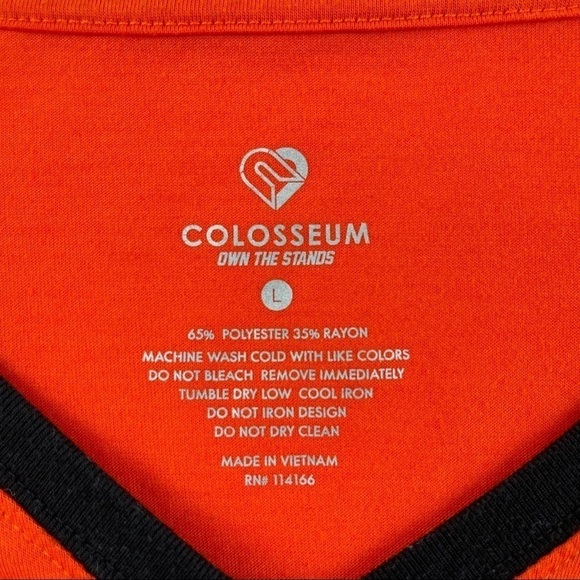 COLOSSEUM
OWN THE STANDS
L
65% POLYESTER 35% RAYON
MACHINE WASH COLD WITH LIKE COLORS
DO NOT BLEACH REMOVE IMMEDIATELY
TUMBLE DRY LOW COOL IRON
DO NOT IRON DESIGN
DO NOT DRY CLEAN
MADE IN VIETNAM
RN# 114166